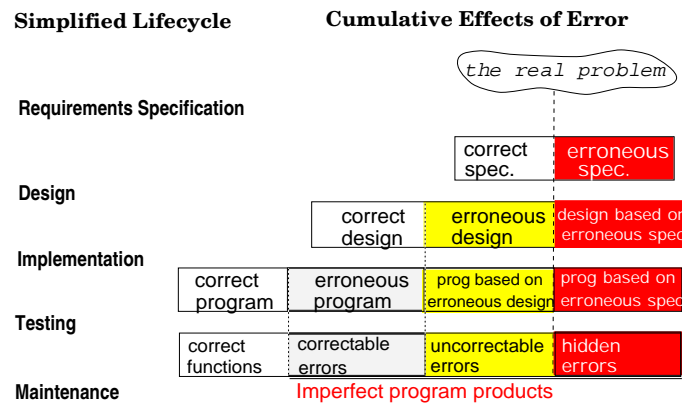 Simplified Lifecycle
Cumulative Effects of Error
the real problem
Requirements Specification
correct
spec.
erroneous
spec.
Design
correct
design
erroneous
design
design based on
erroneous spec
Implementation
correct
program
erroneous
program
prog based on
erroneous design
prog based on
erroneous spec
Testing
correct
functions
correctable
errors
uncorrectable
errors
hidden
errors
Maintenance
Imperfect program products